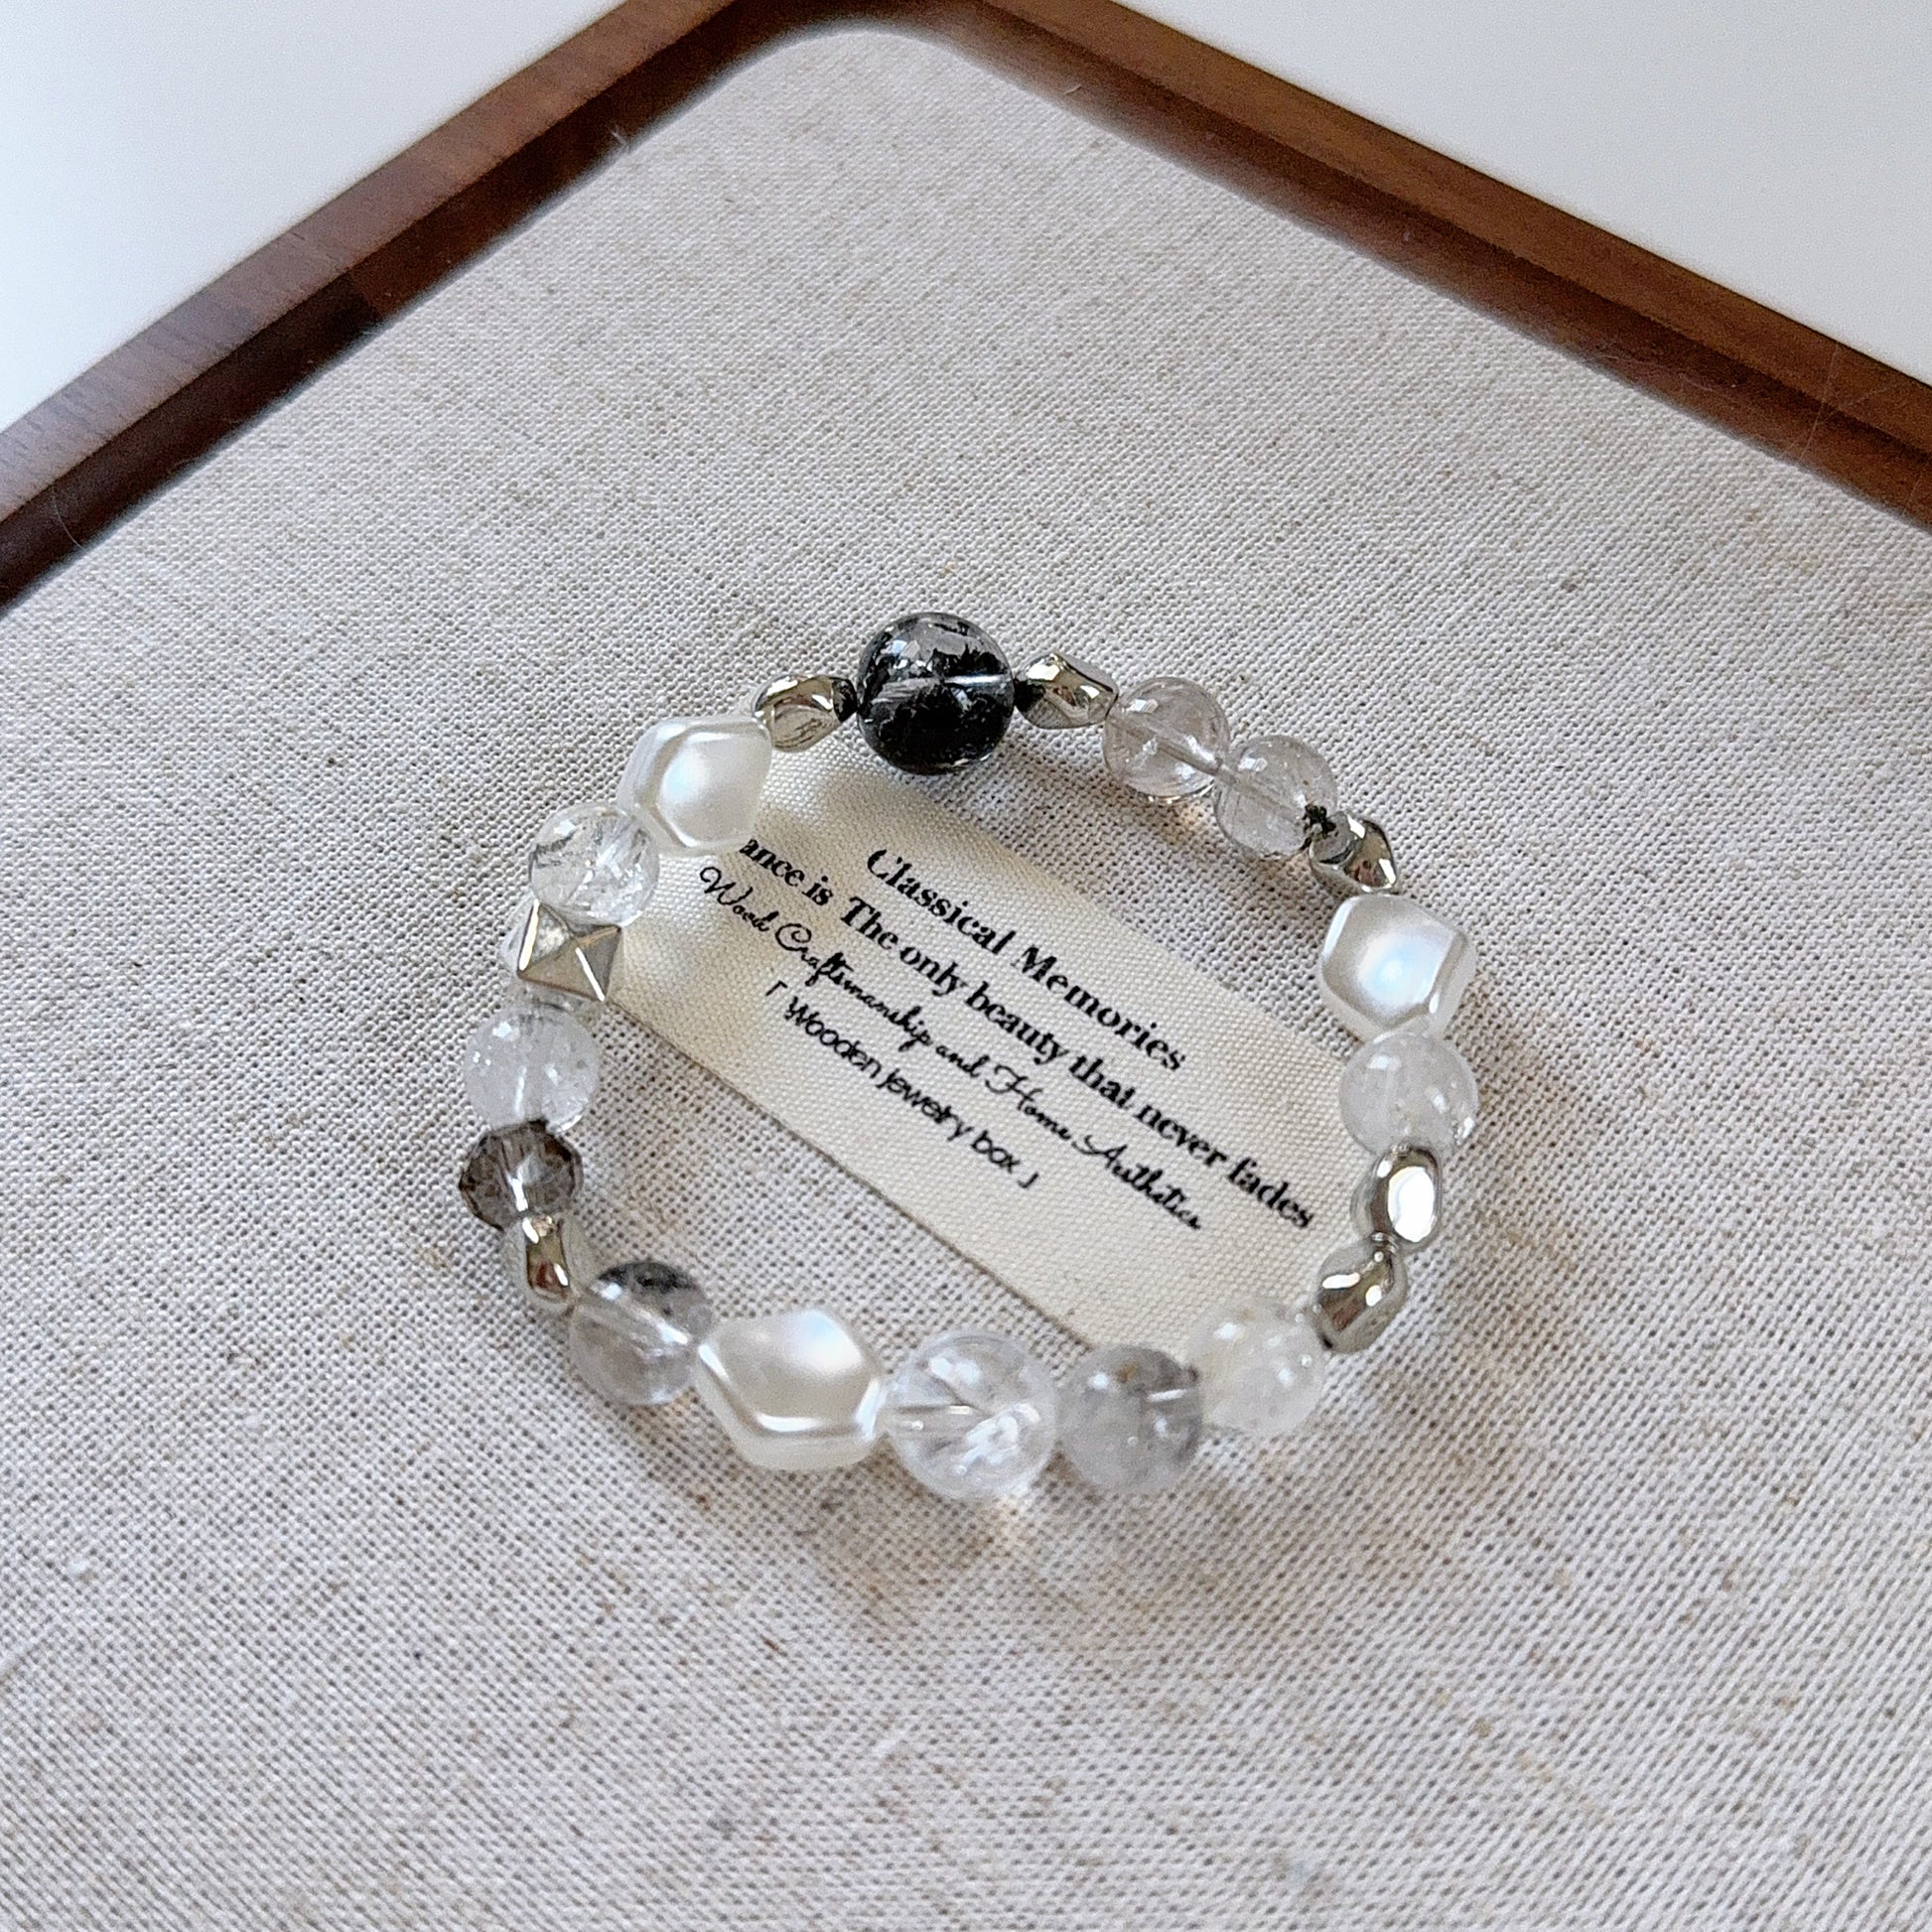 Classical Memories
ance is The only beauty that never fades
Wood Craftsmanship and Home Aesthetics
「 Wooden Jewelry box 」